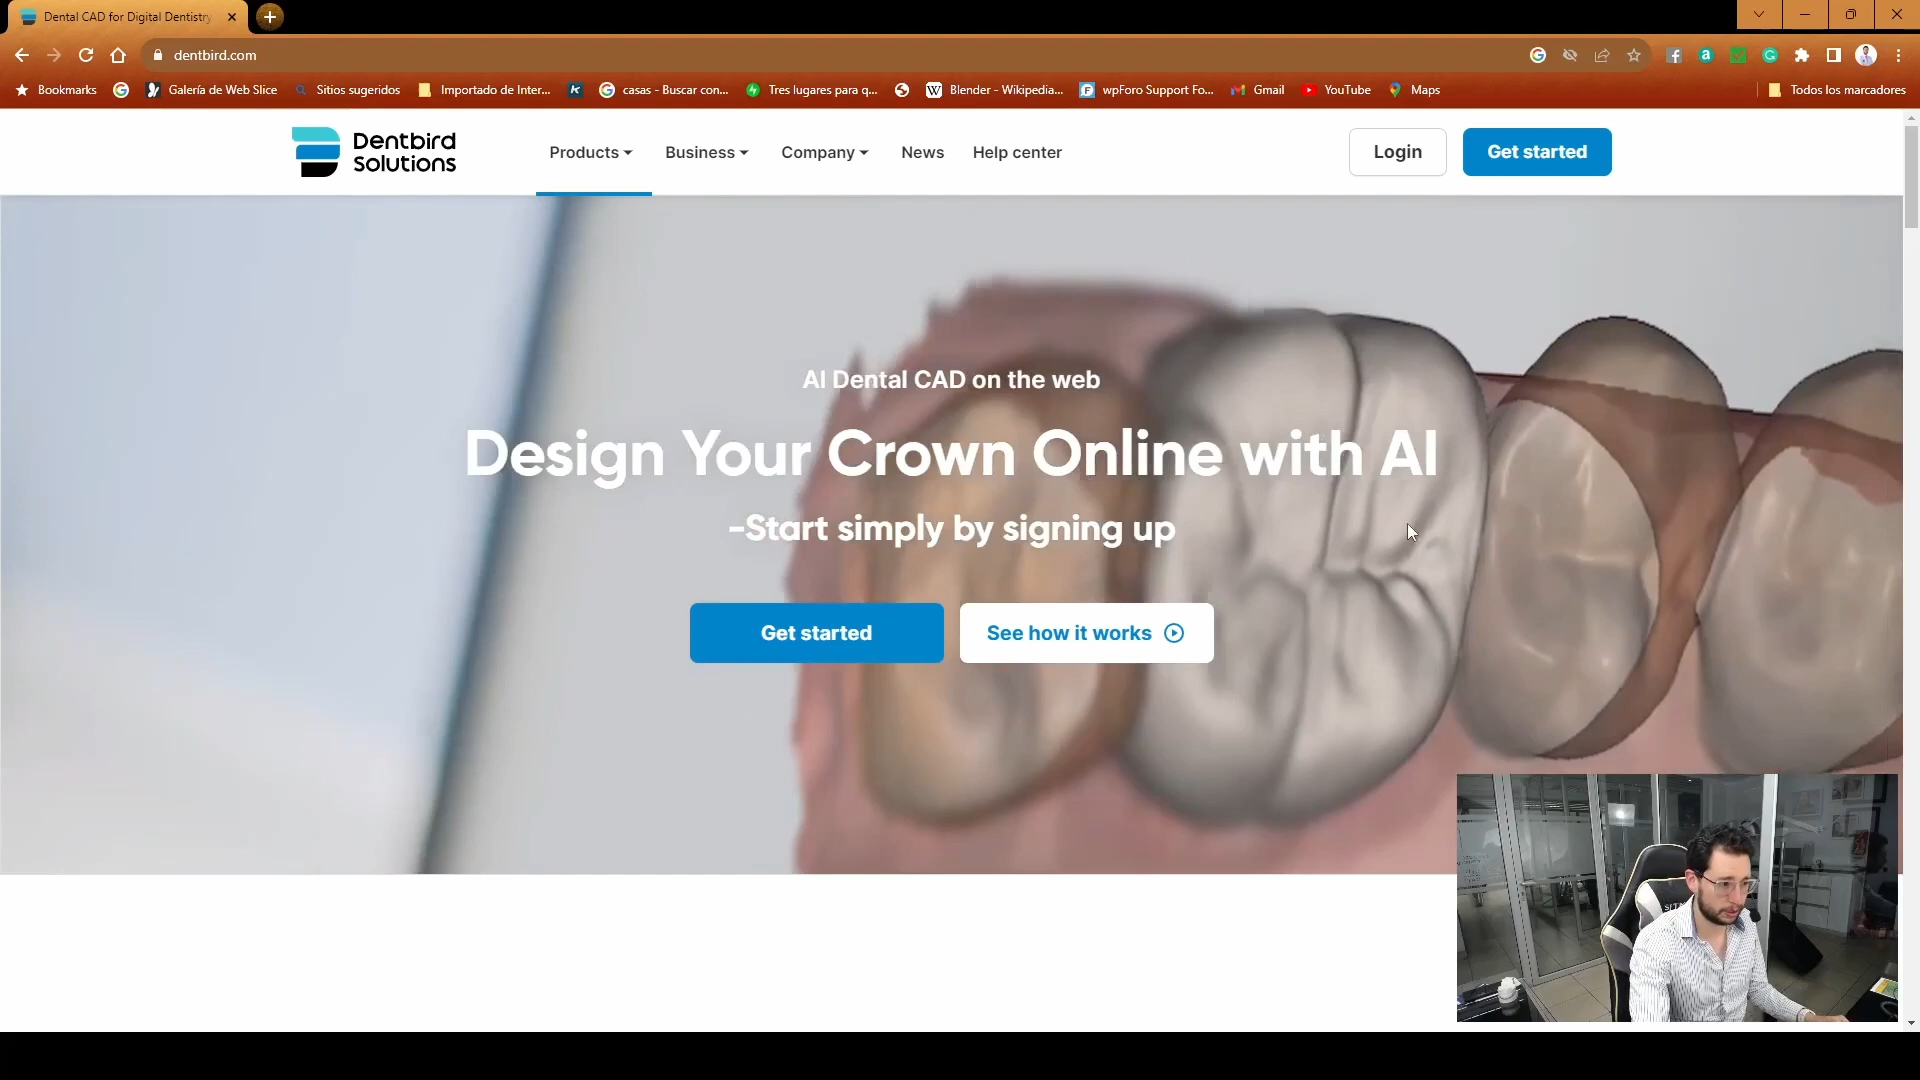 Dental CAD for Digital Dentistry
dentbird.com
Bookmarks
Galería de Web Slice
Sitios sugeridos
Importado de Inter...
casas - Buscar con...
Tres lugares para q...
Blender - Wikipedia...
wpForo Support Fo...
Gmail
YouTube
Maps
Todos los marcadores
Dentbird
Solutions
Products
Business
Company
News
Help center
Login
Get started
AI Dental CAD on the web
Design Your Crown Online with AI
-Start simply by signing up
Get started
See how it works